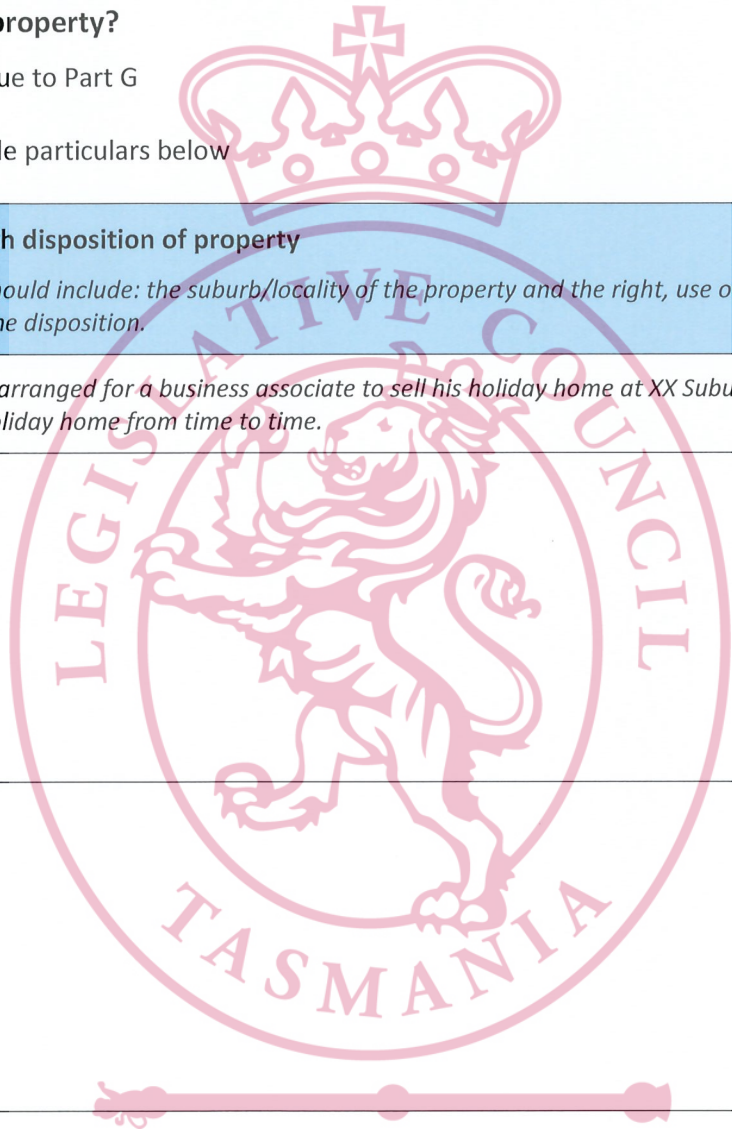 property?
ue to Part G
le particulars below
h disposition of property
ould include: the suburb/locality of the property and the right, use o
ne disposition.
arranged for a business associate to sell his holiday home at XX Subu
liday home from time to time.
LEGISLATIVE COUNCIL
TASMANIA